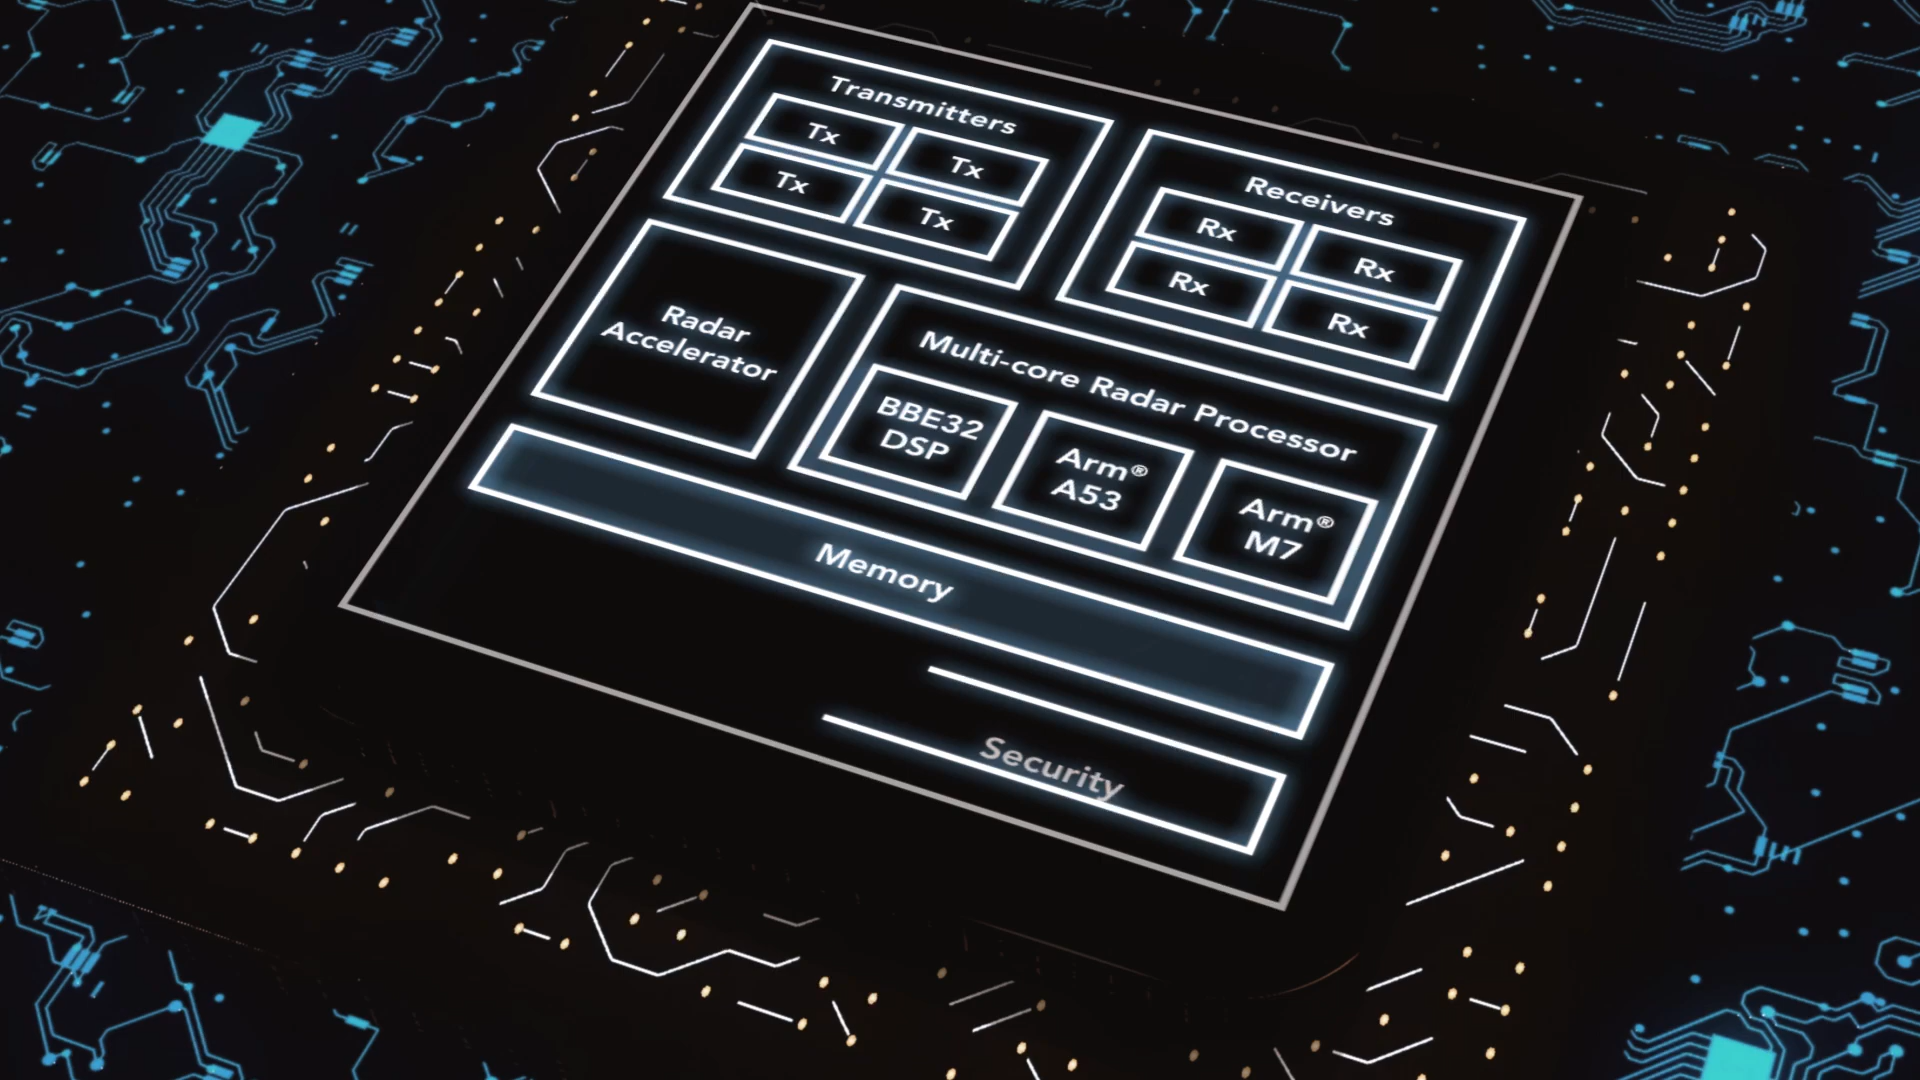 Transmitters
Tx
Tx
Tx
Tx
Receivers
Rx
Rx
Rx
Rx
Radar
Accelerator
Multi-core Radar Processor
BBE32
DSP
Arm®
A53
Arm®
M7
Memory
Security